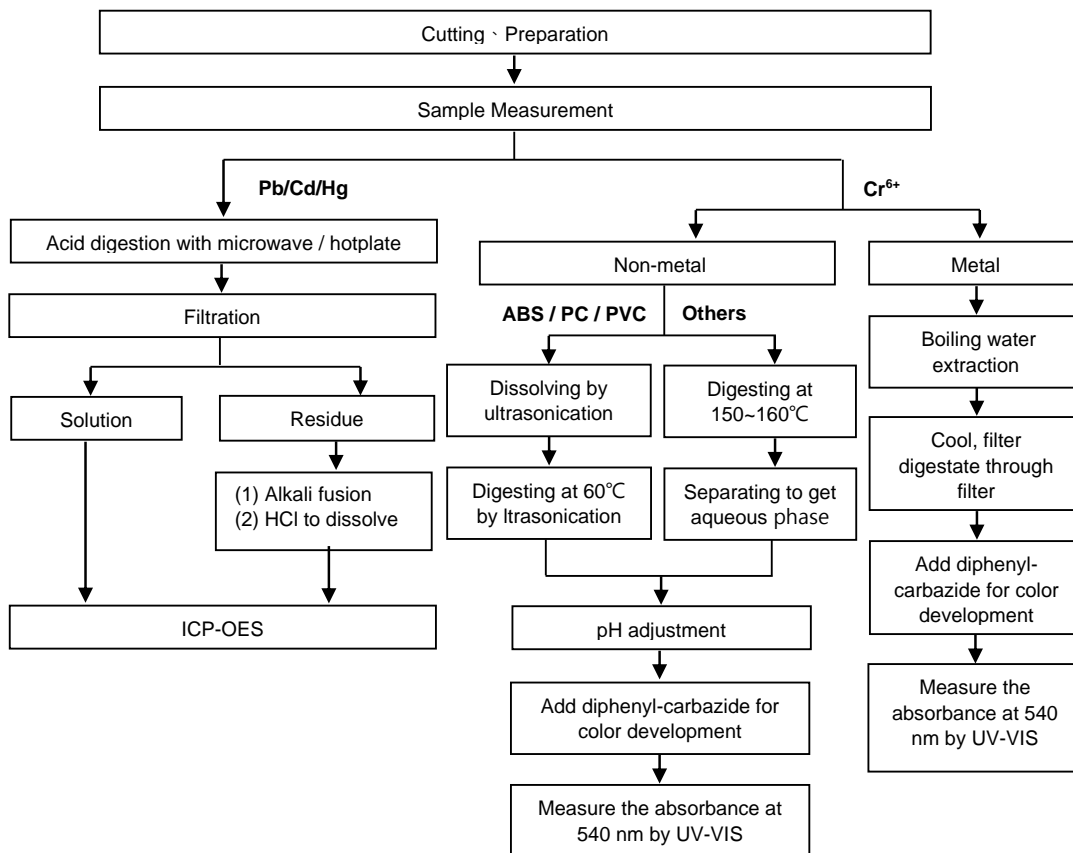 Cutting、Preparation
Sample Measurement
Pb/Cd/Hg
Cr⁶⁺
Acid digestion with microwave / hotplate
Filtration
Solution
Residue
(1) Alkali fusion
(2) HCl to dissolve
ICP-OES
Non-metal
ABS / PC / PVC
Others
Dissolving by
ultrasonication
Digesting at 60℃
by ltrasonication
Digesting at
150~160℃
Separating to get
aqueous phase
pH adjustment
Add diphenyl-carbazide for
color development
Measure the absorbance at
540 nm by UV-VIS
Metal
Boiling water
extraction
Cool, filter
digestate through
filter
Add diphenyl-
carbazide for color
development
Measure the
absorbance at 540
nm by UV-VIS